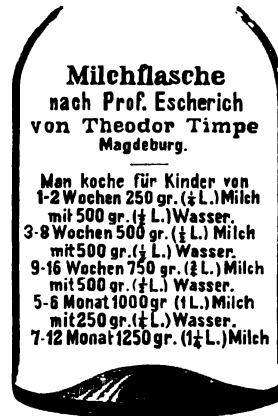 Milchflasche
nach Prof. Escherich
von Theodor Timpe
Magdeburg.
Man koche für Kinder von
1-2 Wochen 250 gr. (¼ L.) Milch
mit 500 gr. (½ L.) Wasser.
3-8 Wochen 500 gr. (½ L.) Milch
mit 500 gr. (½ L.) Wasser.
9-16 Wochen 750 gr. (¾ L.) Milch
mit 500 gr. (½ L.) Wasser.
5-6 Monat 1000 gr (1 L.) Milch
mit 250 gr. (¼ L.) Wasser.
7-12 Monat 1250 gr. (1¼ L.) Milch